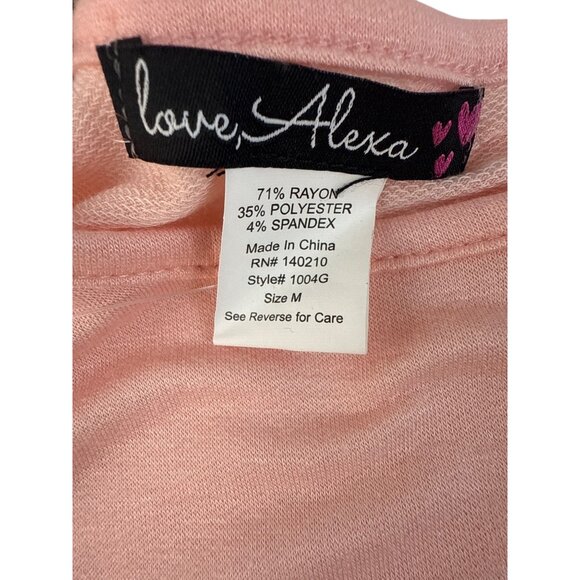 love, Alexa
71% RAYON
35% POLYESTER
4% SPANDEX
Made In China
RN# 140210
Style# 1004G
Size M
See Reverse for Care